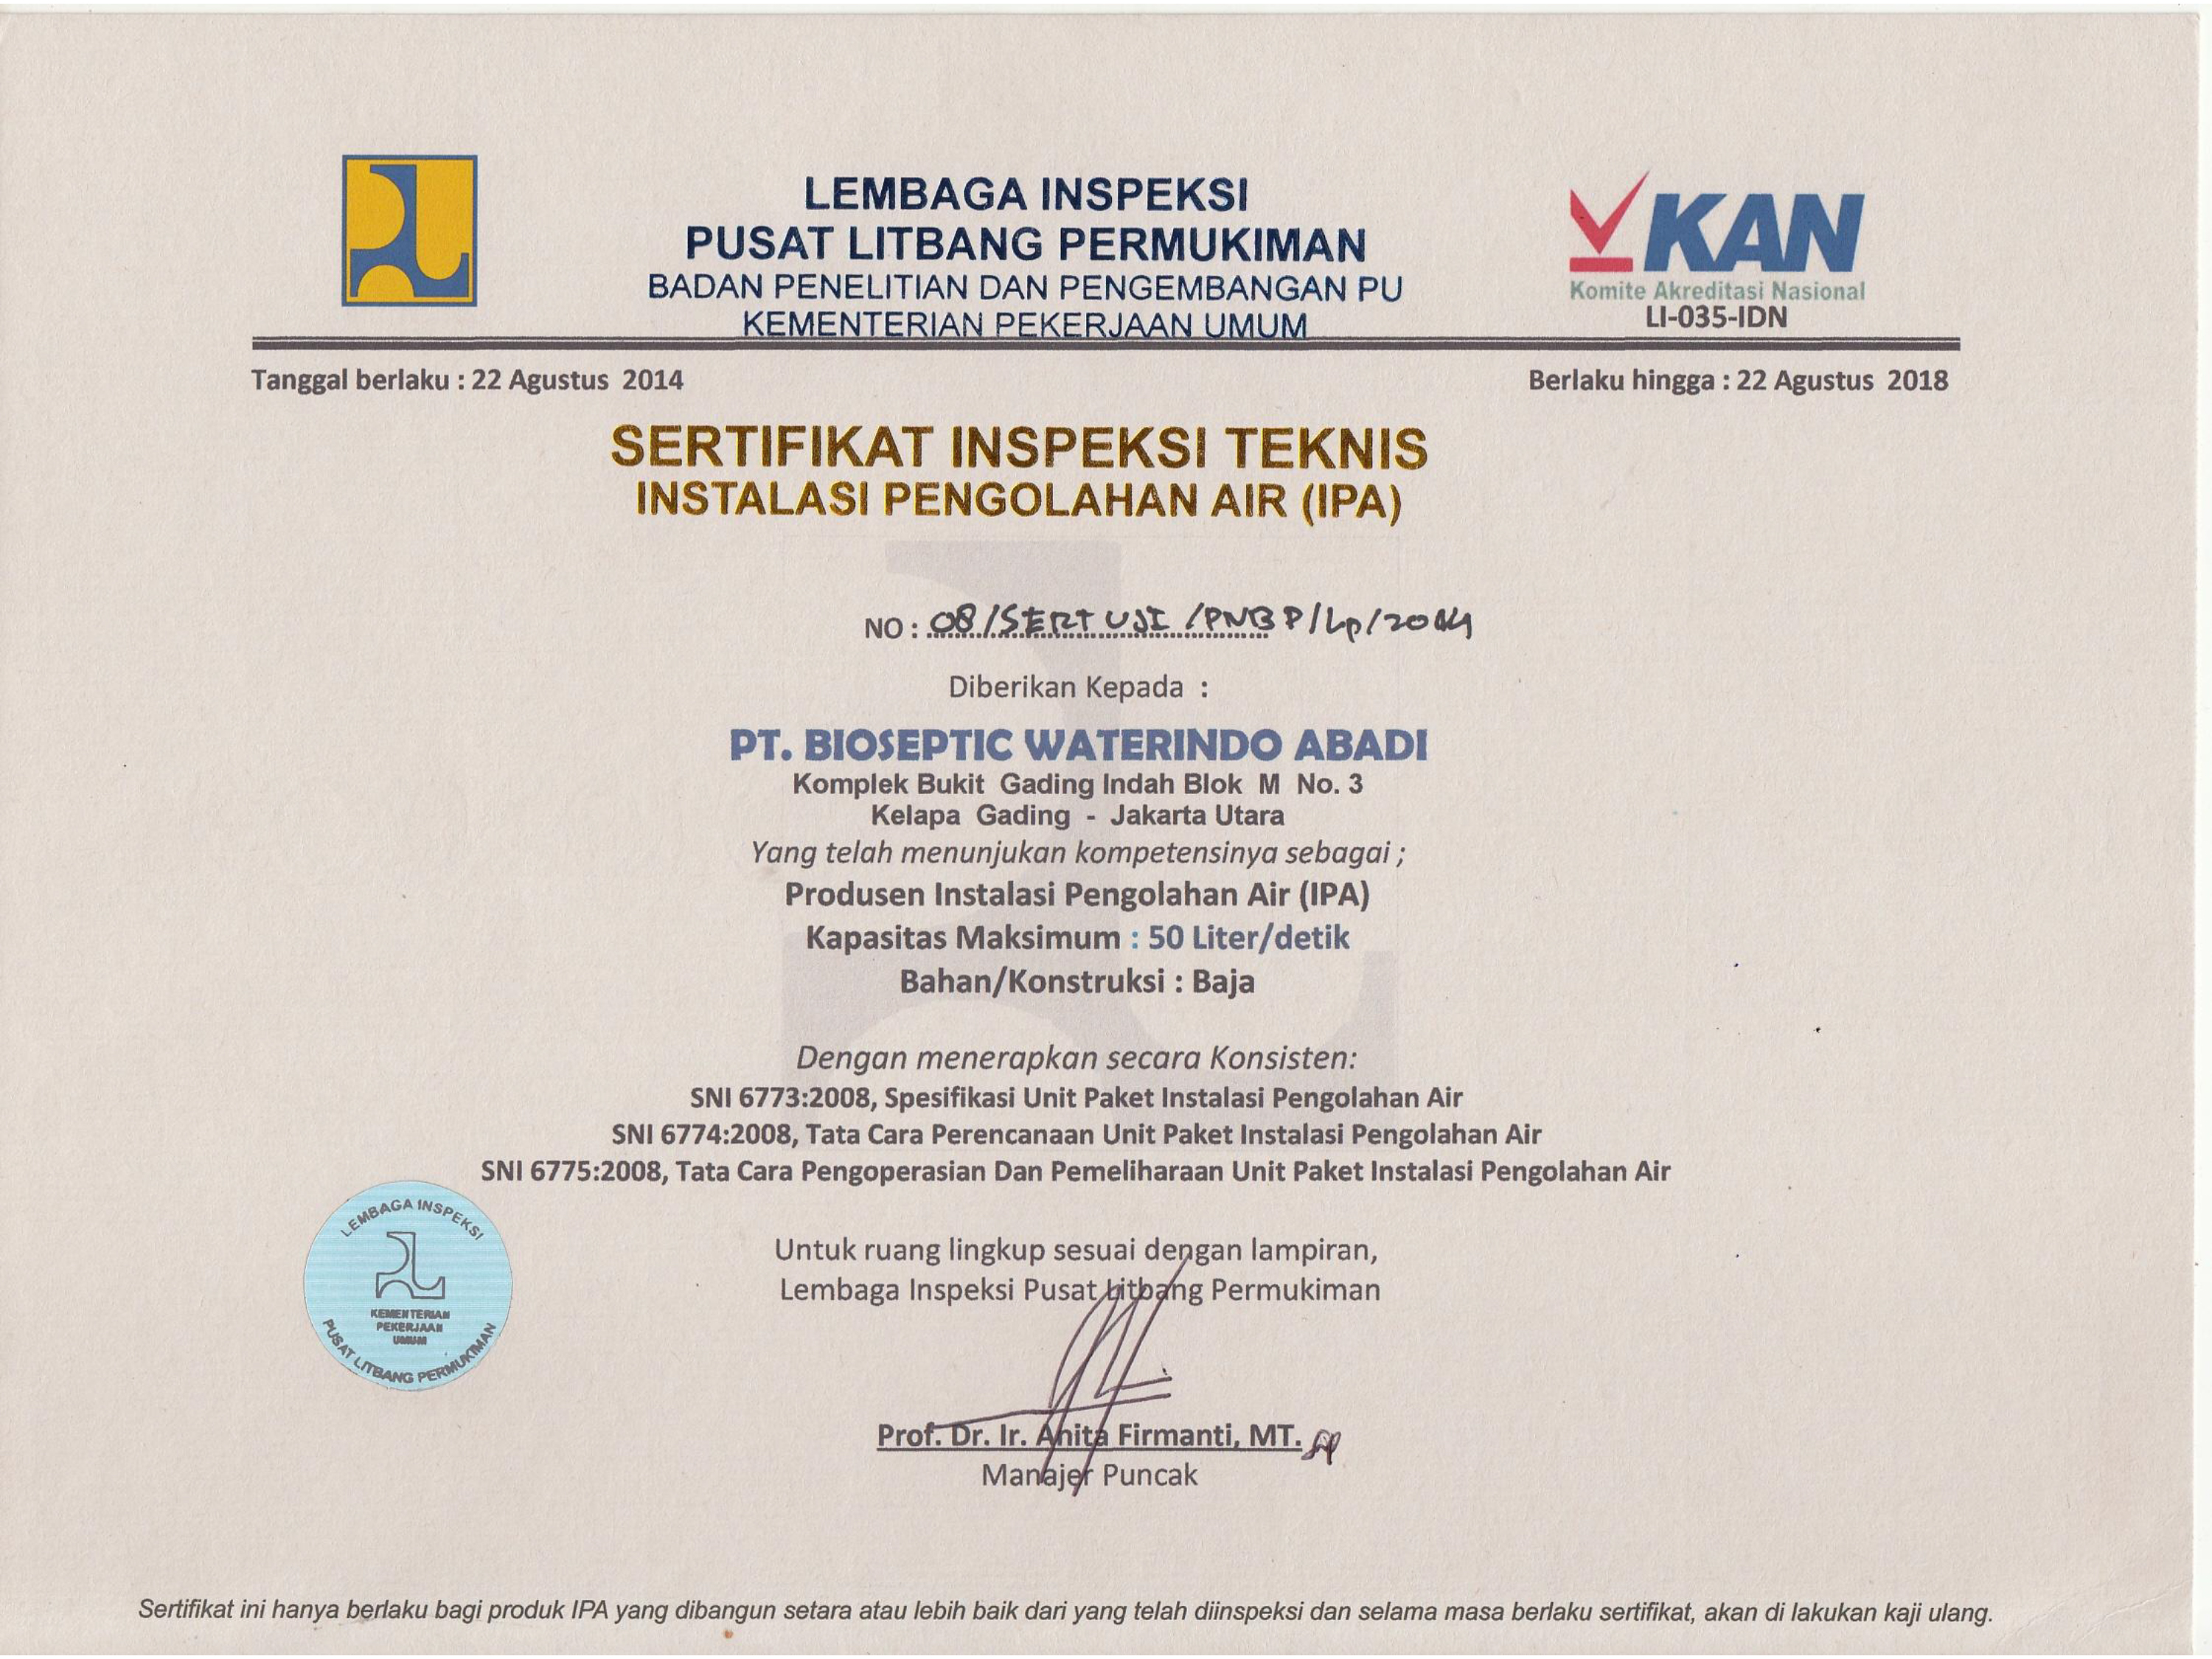 LEMBAGA INSPEKSI
PUSAT LITBANG PERMUKIMAN
BADAN PENELITIAN DAN PENGEMBANGAN PU
KEMENTERIAN PEKERJAAN UMUM
KAN
Komite Akreditasi Nasional
LI-035-IDN
Tanggal berlaku : 22 Agustus 2014
Berlaku hingga : 22 Agustus 2018
SERTIFIKAT INSPEKSI TEKNIS
INSTALASI PENGOLAHAN AIR (IPA)
NO : 08/SERT UJI /PNBP/Lp/2014
Diberikan Kepada :
PT. BIOSEPTIC WATERINDO ABADI
Komplek Bukit Gading Indah Blok M No. 3
Kelapa Gading - Jakarta Utara
Yang telah menunjukan kompetensinya sebagai ;
Produsen Instalasi Pengolahan Air (IPA)
Kapasitas Maksimum : 50 Liter/detik
Bahan/Konstruksi : Baja
Dengan menerapkan secara Konsisten:
SNI 6773:2008, Spesifikasi Unit Paket Instalasi Pengolahan Air
SNI 6774:2008, Tata Cara Perencanaan Unit Paket Instalasi Pengolahan Air
SNI 6775:2008, Tata Cara Pengoperasian Dan Pemeliharaan Unit Paket Instalasi Pengolahan Air
LEMBAGA INSPEKSI
KEMENTERIAN
PEKERJAAN
UMUM
PUSAT LITBANG PERMUKIMAN
Untuk ruang lingkup sesuai dengan lampiran,
Lembaga Inspeksi Pusat Litbang Permukiman
Prof. Dr. Ir. Anita Firmanti, MT.
Manajer Puncak
Sertifikat ini hanya berlaku bagi produk IPA yang dibangun setara atau lebih baik dari yang telah diinspeksi dan selama masa berlaku sertifikat, akan di lakukan kaji ulang.